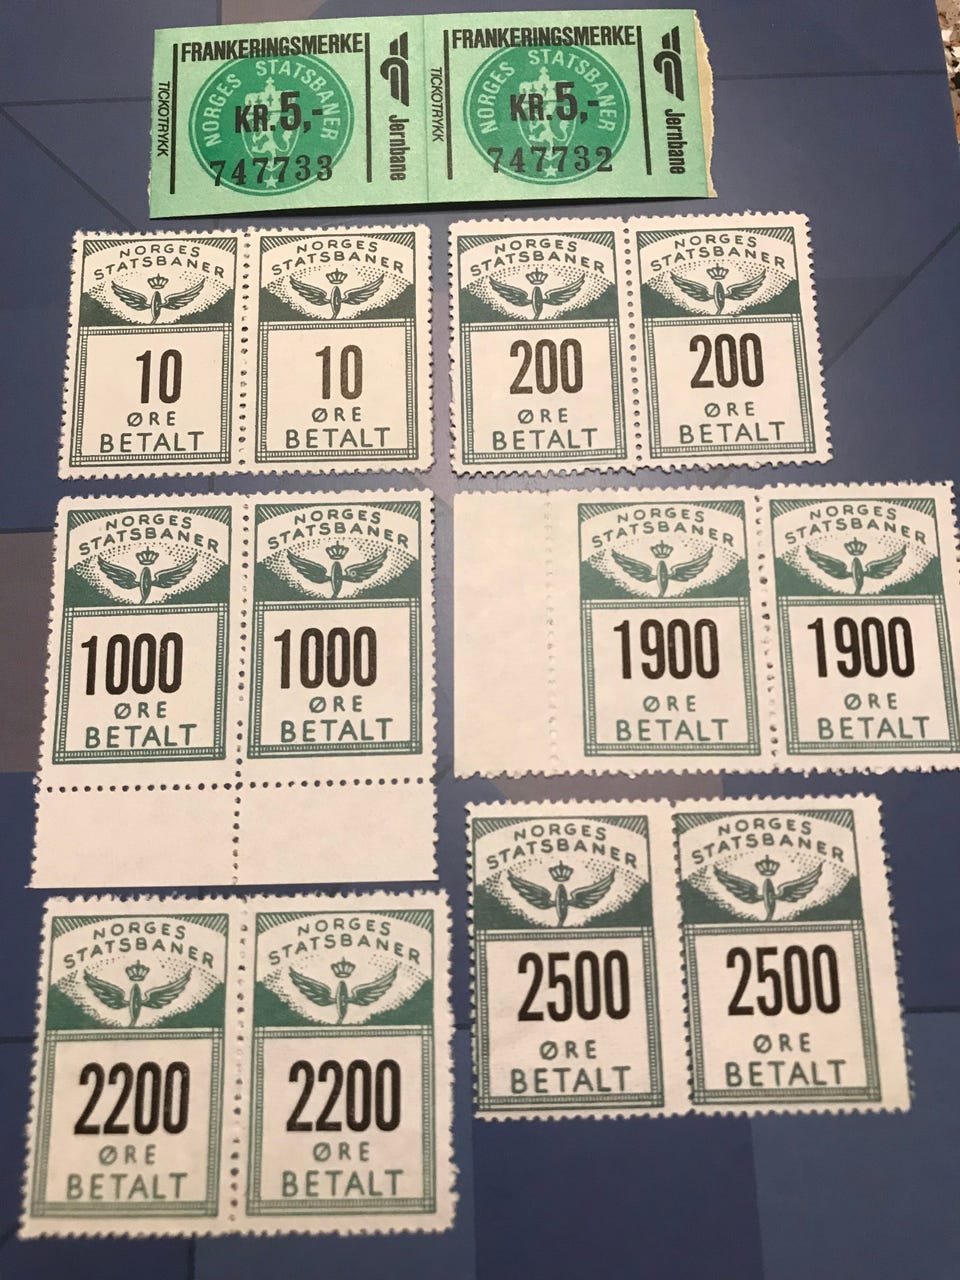 FRANKERINGSMERKE
NORGES STATSBANER
KR. 5,-
747733
TICKOTRYKK
Jernbane
FRANKERINGSMERKE
NORGES STATSBANER
KR. 5,-
747732
TICKOTRYKK
Jernbane
NORGES
STATSBANER
10
ØRE
BETALT
NORGES
STATSBANER
10
ØRE
BETALT
NORGES
STATSBANER
200
ØRE
BETALT
NORGES
STATSBANER
200
ØRE
BETALT
NORGES
STATSBANER
1000
ØRE
BETALT
NORGES
STATSBANER
1000
ØRE
BETALT
NORGES
STATSBANER
1900
ØRE
BETALT
NORGES
STATSBANER
1900
ØRE
BETALT
NORGES
STATSBANER
2200
ØRE
BETALT
NORGES
STATSBANER
2200
ØRE
BETALT
NORGES
STATSBANER
2500
ØRE
BETALT
NORGES
STATSBANER
2500
ØRE
BETALT